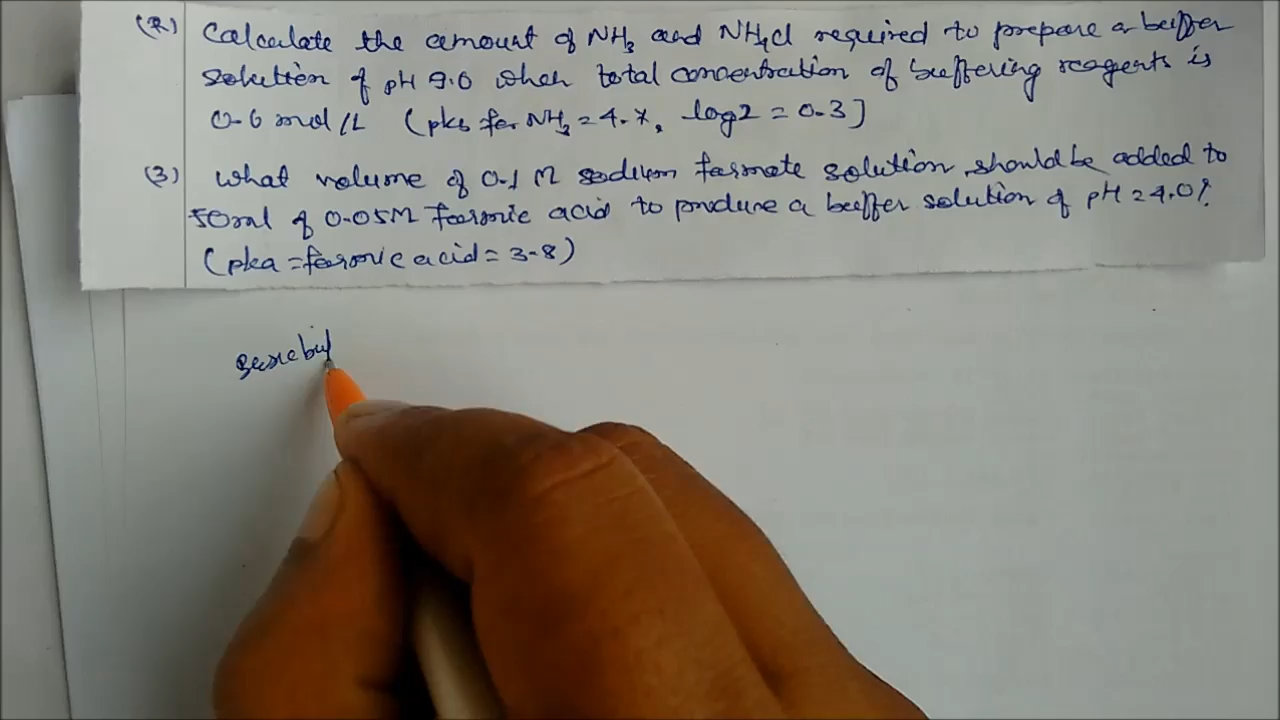 (2) Calculate the amount of NH3 and NH4Cl required to prepare a buffer
solution of pH 9.0 when total concentration of buffering reagents is
0.6 mol/L (pkb for NH3 = 4.7, log2 = 0.3]
(3) What volume of 0.1 M sodium formate solution should be added to
50ml of 0.05M formic acid to produce a buffer solution of pH = 4.0?
(pka = formic acid = 3.8)